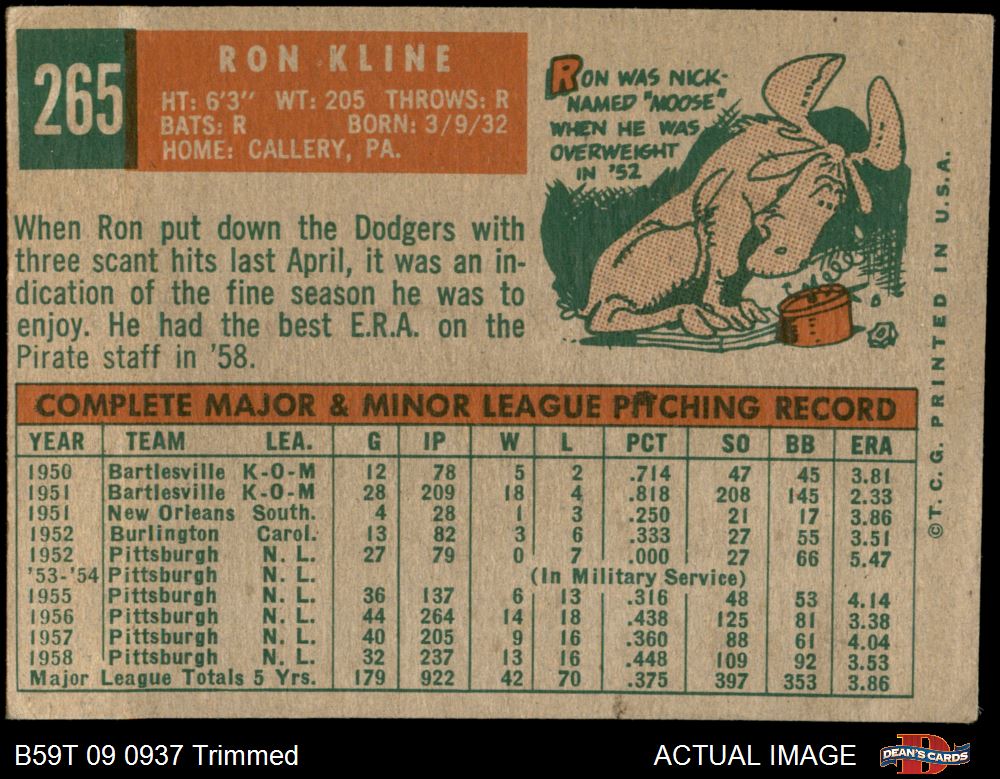 265
RON KLINE
HT: 6'3" WT: 205 THROWS: R
BATS: R BORN: 3/9/32
HOME: CALLERY, PA.
RON WAS NICK-
NAMED "MOOSE"
WHEN HE WAS
OVERWEIGHT
IN '52
When Ron put down the Dodgers with
three scant hits last April, it was an in-
dication of the fine season he was to
enjoy. He had the best E.R.A. on the
Pirate staff in '58.
©T.C.G. PRINTED IN U.S.A.
COMPLETE MAJOR & MINOR LEAGUE PITCHING RECORD
YEAR TEAM LEA. G IP W L PCT SO BB ERA
1950 Bartlesville K-O-M 12 78 5 2 .714 47 45 3.81
1951 Bartlesville K-O-M 28 209 18 4 .818 208 145 2.33
1951 New Orleans South. 4 28 1 3 .250 21 17 3.86
1952 Burlington Carol. 13 82 3 6 .333 27 55 3.51
1952 Pittsburgh N. L. 27 79 0 7 .000 27 66 5.47
'53-'54 Pittsburgh N. L. (In Military Service)
1955 Pittsburgh N. L. 36 137 6 13 .316 48 53 4.14
1956 Pittsburgh N. L. 44 264 14 18 .438 125 81 3.38
1957 Pittsburgh N. L. 40 205 9 16 .360 88 61 4.04
1958 Pittsburgh N. L. 32 237 13 16 .448 109 92 3.53
Major League Totals 5 Yrs. 179 922 42 70 .375 397 353 3.86
B59T 09 0937 Trimmed ACTUAL IMAGE
DEAN'S CARDS